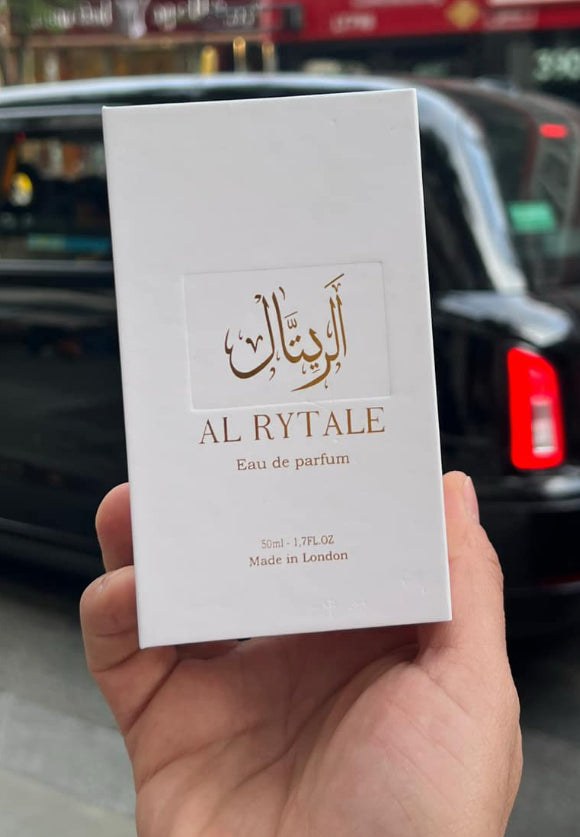 الريتال
AL RYTALE
Eau de parfum
50ml - 1,7FL.OZ
Made in London